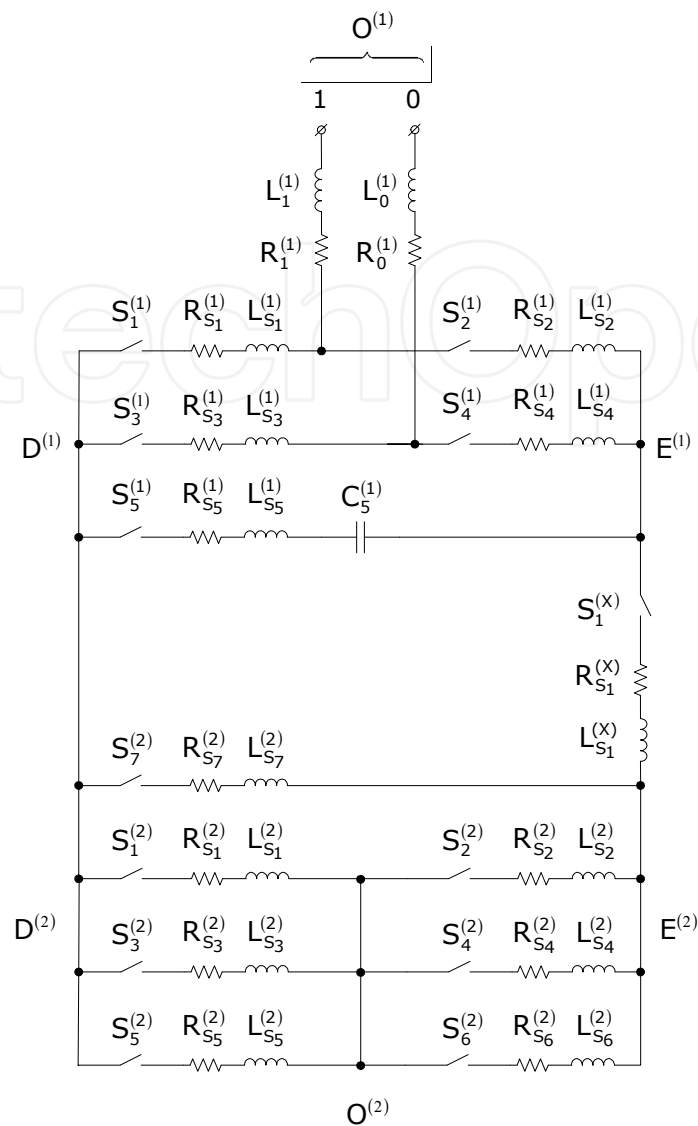 O^(1)
1 0
L_1^(1) L_0^(1)
R_1^(1) R_0^(1)
S_1^(1) R_S1^(1) L_S1^(1) S_2^(1) R_S2^(1) L_S2^(1)
S_3^(1) R_S3^(1) L_S3^(1) S_4^(1) R_S4^(1) L_S4^(1)
D^(1) E^(1)
S_5^(1) R_S5^(1) L_S5^(1) C_5^(1)
S_1^(X)
R_S1^(X)
L_S1^(X)
S_7^(2) R_S7^(2) L_S7^(2)
S_1^(2) R_S1^(2) L_S1^(2) S_2^(2) R_S2^(2) L_S2^(2)
D^(2) E^(2)
S_3^(2) R_S3^(2) L_S3^(2) S_4^(2) R_S4^(2) L_S4^(2)
S_5^(2) R_S5^(2) L_S5^(2) S_6^(2) R_S6^(2) L_S6^(2)
O^(2)